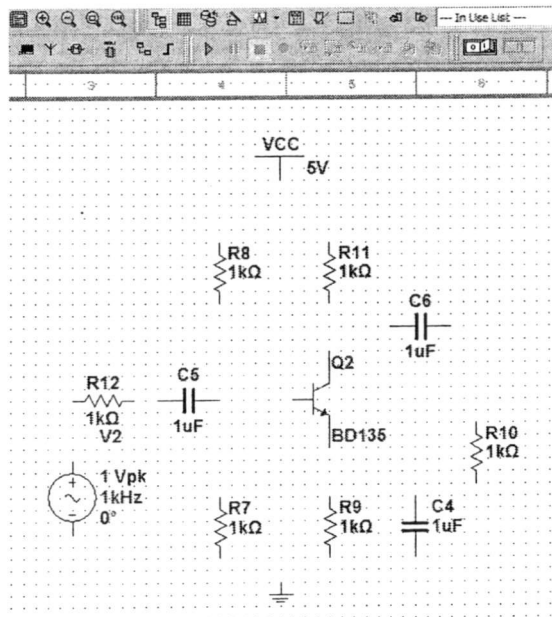 --- In Use List ---
3 4 5 6
VCC
5V
R8
1kΩ
R11
1kΩ
C6
1uF
Q2
BD135
R12
1kΩ
C5
1uF
V2
1 Vpk
1kHz
0°
R10
1kΩ
R7
1kΩ
R9
1kΩ
C4
1uF